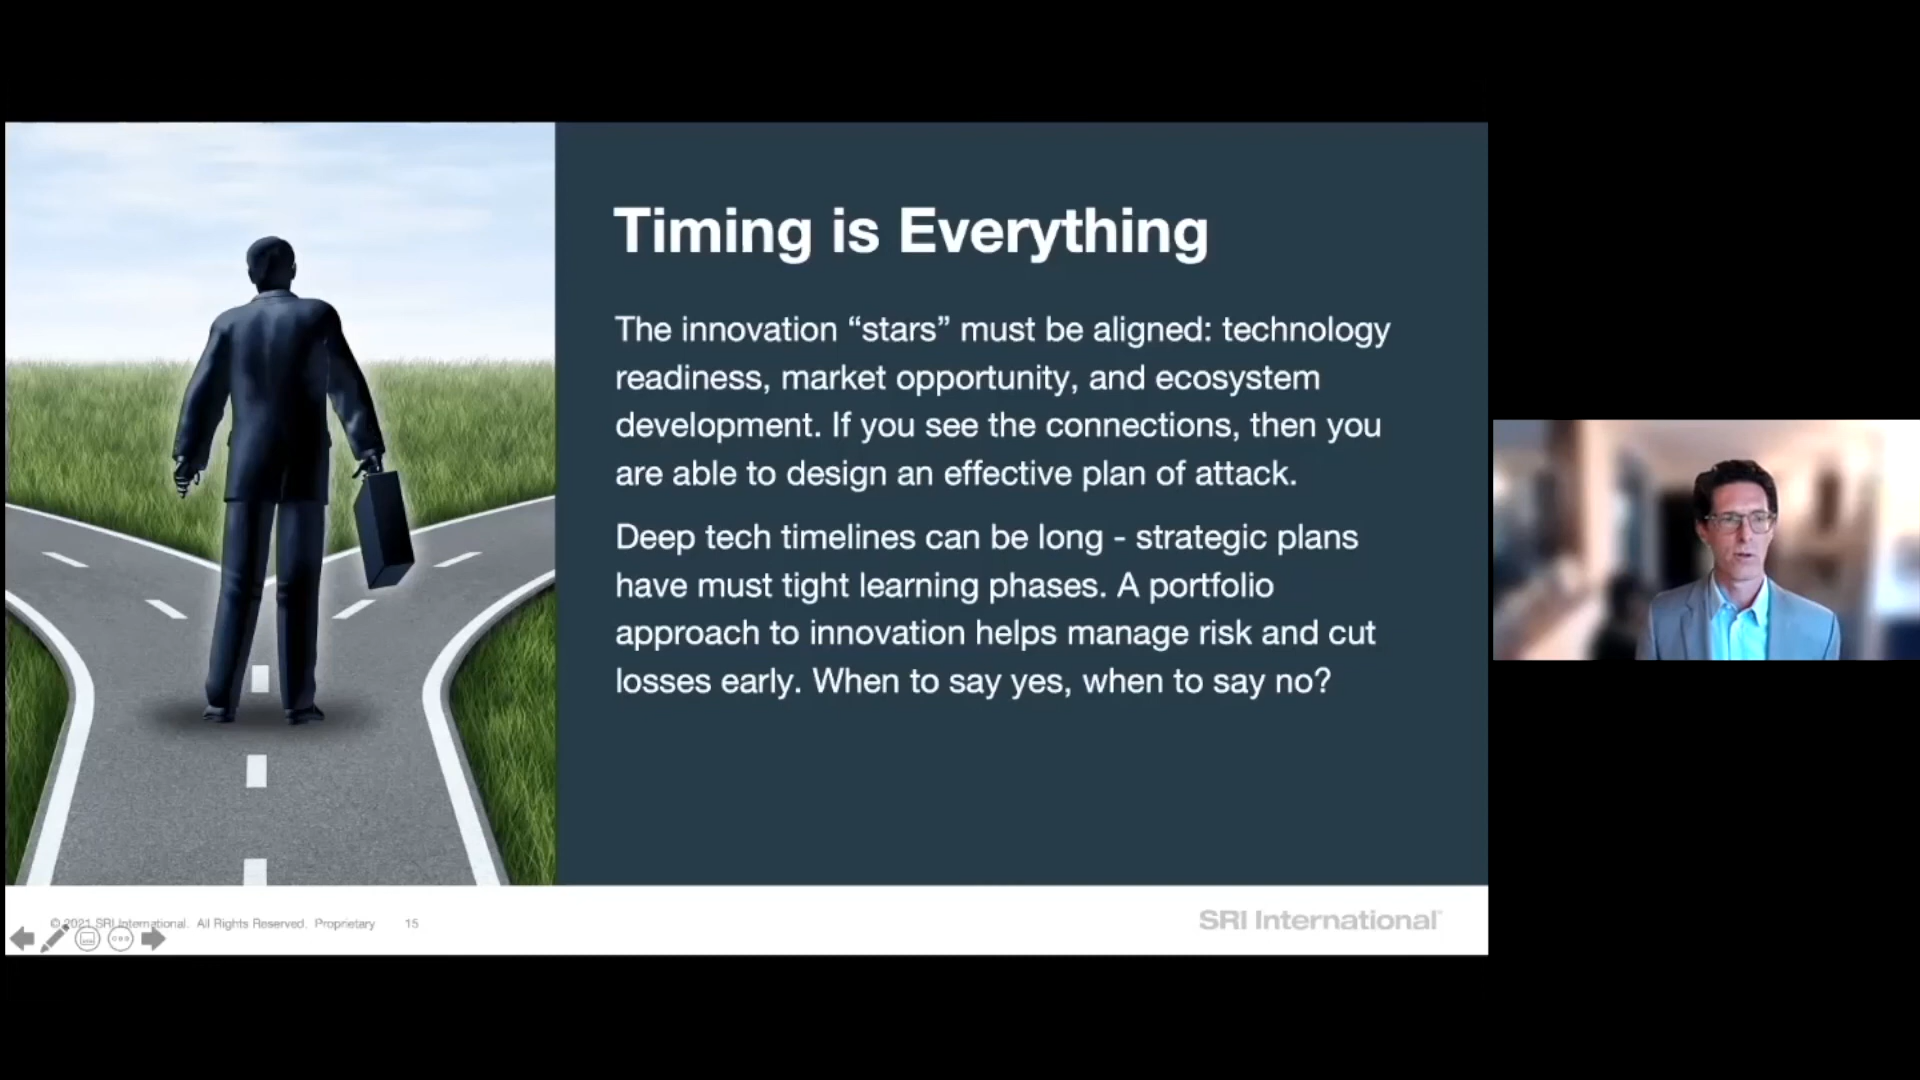 Timing is Everything
The innovation “stars” must be aligned: technology
readiness, market opportunity, and ecosystem
development. If you see the connections, then you
are able to design an effective plan of attack.
Deep tech timelines can be long - strategic plans
have must tight learning phases. A portfolio
approach to innovation helps manage risk and cut
losses early. When to say yes, when to say no?
© 2021 SRI International. All Rights Reserved. Proprietary 15
SRI International